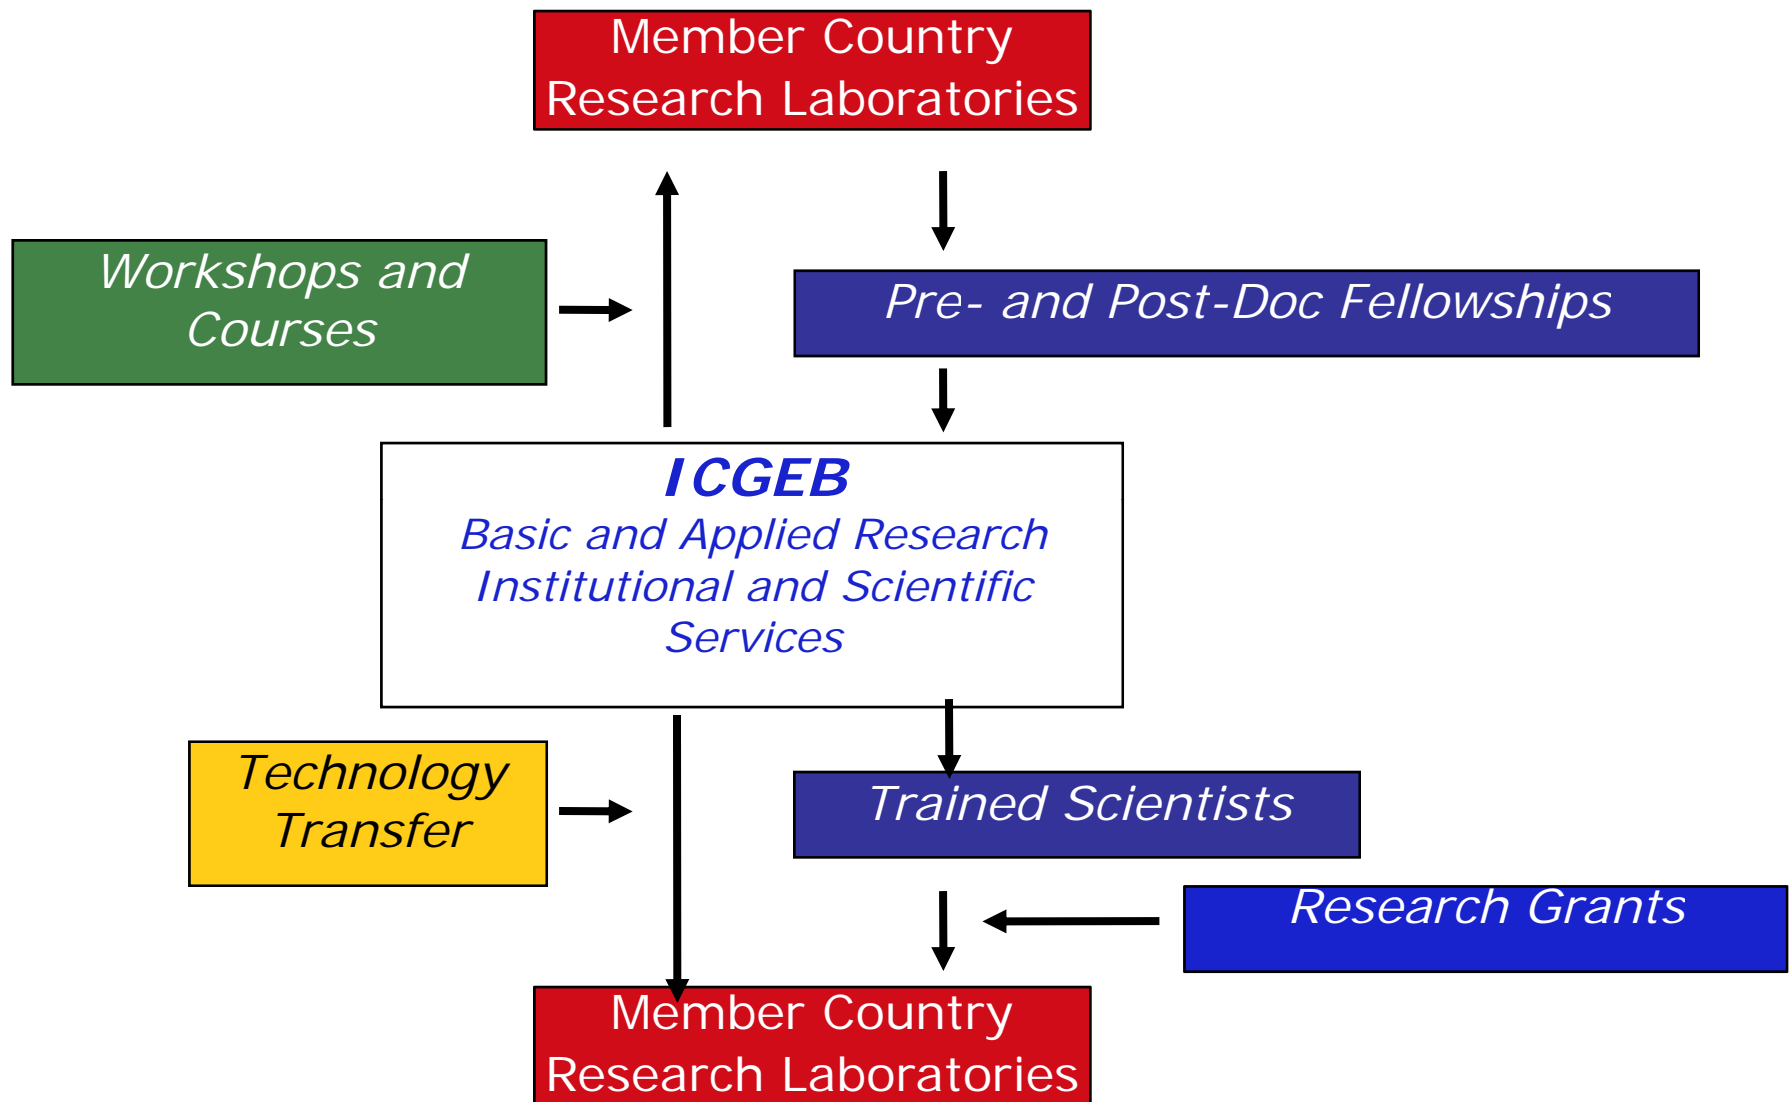 Member Country
Research Laboratories
Workshops and
Courses
Pre- and Post-Doc Fellowships
ICGEB
Basic and Applied Research
Institutional and Scientific
Services
Technology
Transfer
Trained Scientists
Research Grants
Member Country
Research Laboratories